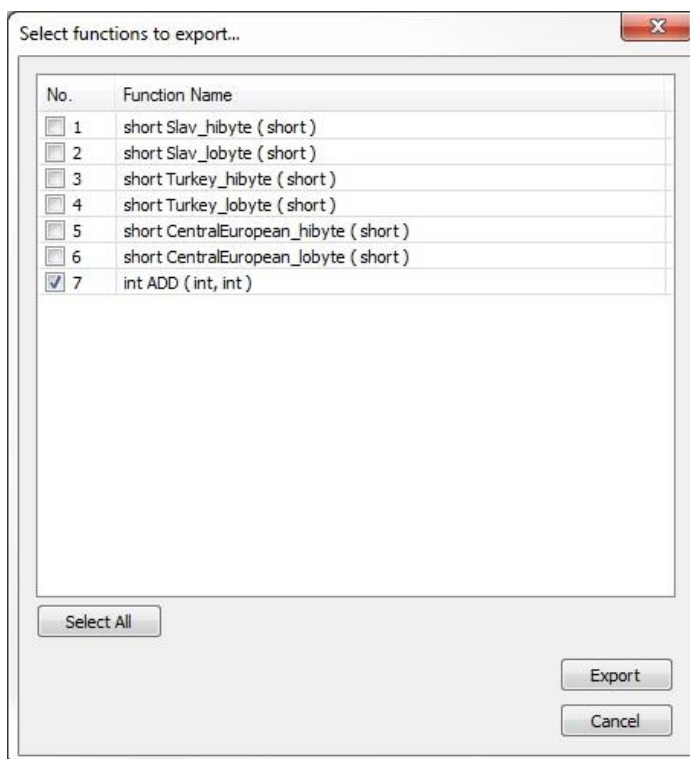 Select functions to export...
No. Function Name
1 short Slav_hibyte ( short )
2 short Slav_lobyte ( short )
3 short Turkey_hibyte ( short )
4 short Turkey_lobyte ( short )
5 short CentralEuropean_hibyte ( short )
6 short CentralEuropean_lobyte ( short )
7 int ADD ( int, int )
Select All
Export
Cancel